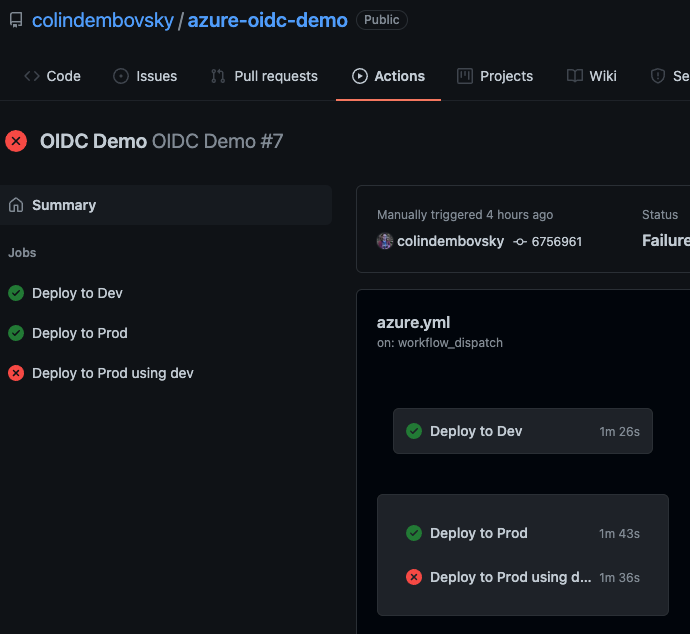 colindembovsky / azure-oidc-demo Public
Code Issues Pull requests Actions Projects Wiki Se
OIDC Demo OIDC Demo #7
Summary
Jobs
Deploy to Dev
Deploy to Prod
Deploy to Prod using dev
Manually triggered 4 hours ago Status
colindembovsky 6756961 Failure
azure.yml
on: workflow_dispatch
Deploy to Dev 1m 26s
Deploy to Prod 1m 43s
Deploy to Prod using d... 1m 36s